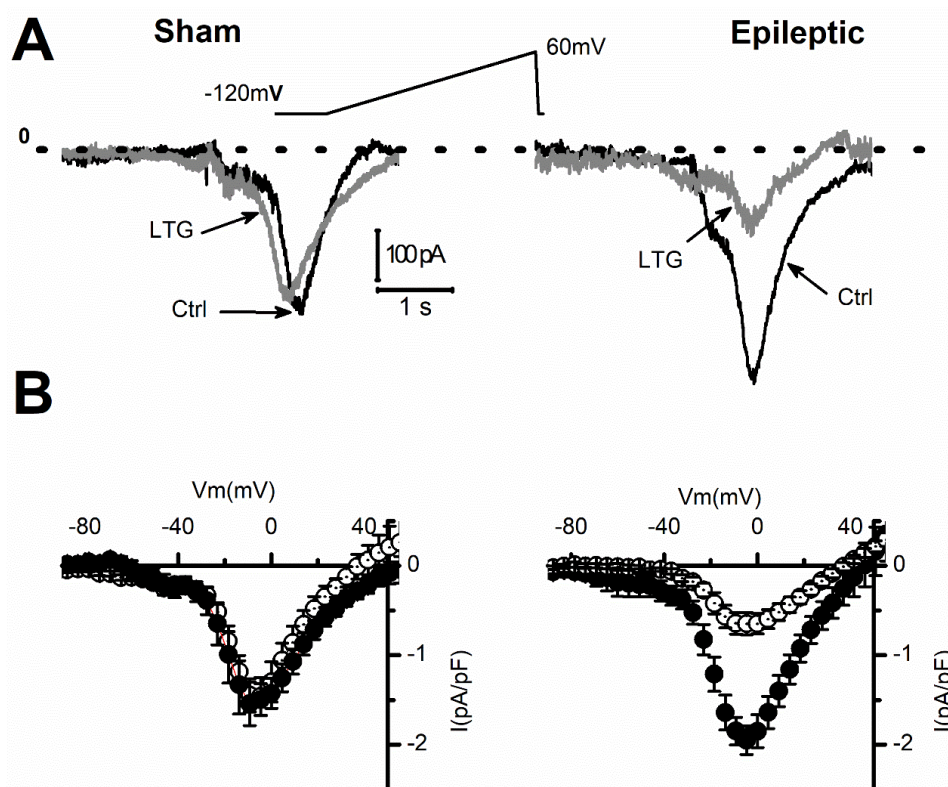 A
Sham
Epileptic
-120mV
60mV
0
LTG
Ctrl
100pA
1 s
LTG
Ctrl
B
Vm(mV)
-80 -40 0 40
0
-1
-2
I(pA/pF)
Vm(mV)
-80 -40 0 40
0
-1
-2
I(pA/pF)